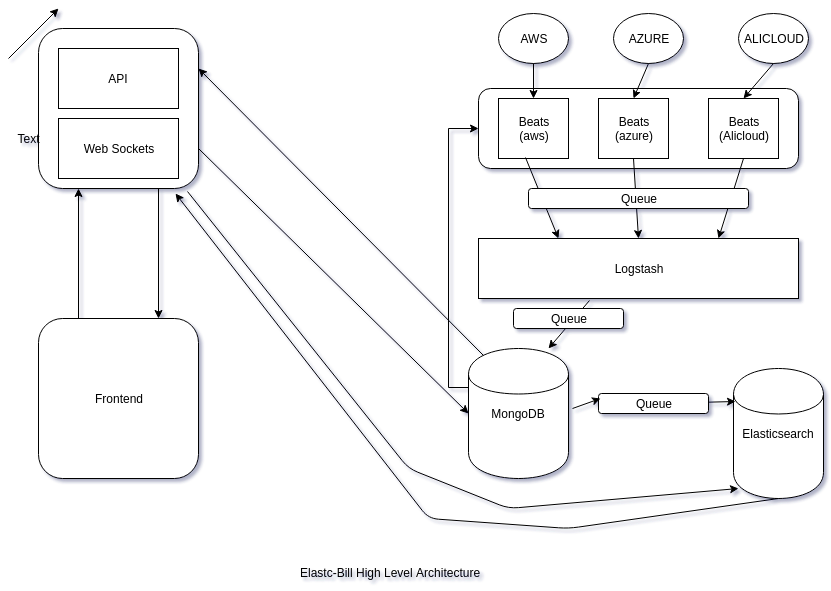 AWS
AZURE
ALICLOUD
API
Text
Web Sockets
Beats
(aws)
Beats
(azure)
Beats
(Alicloud)
Queue
Logstash
Queue
Frontend
MongoDB
Queue
Elasticsearch
Elastc-Bill High Level Architecture